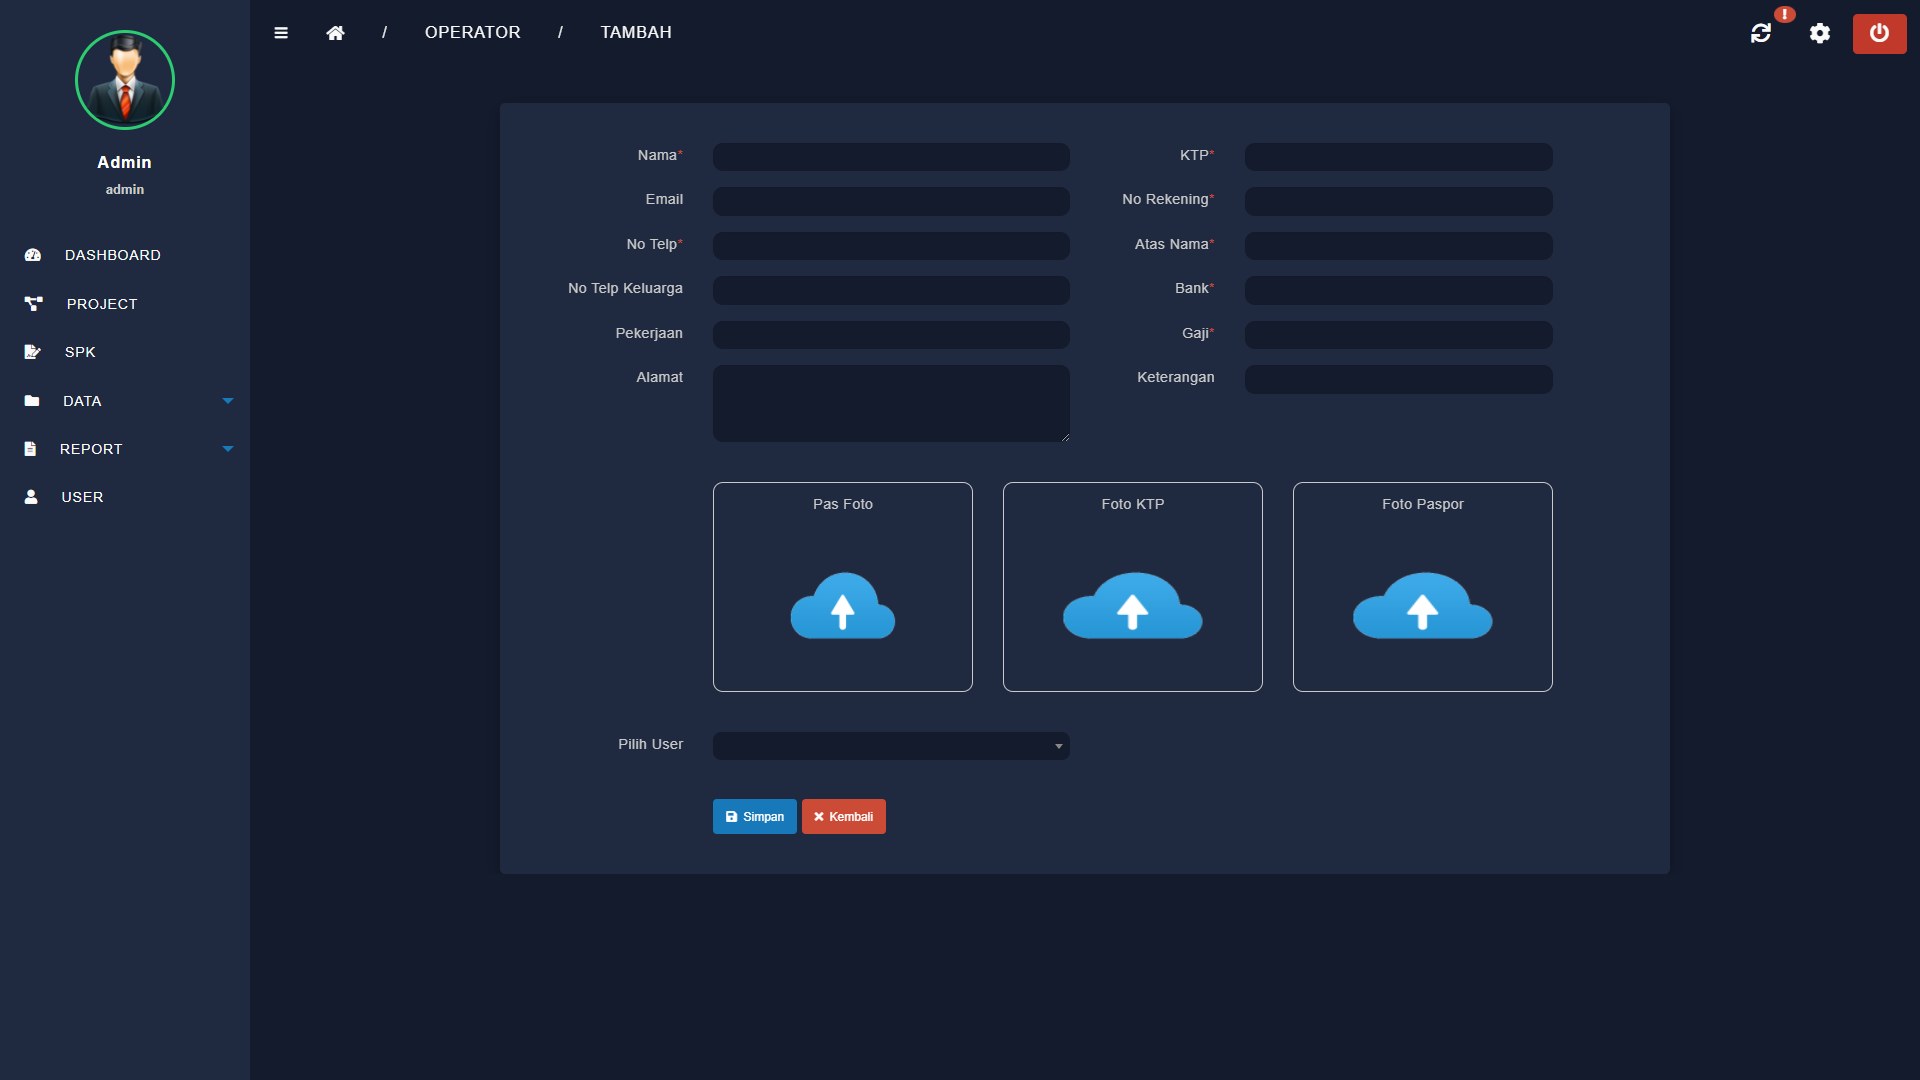 / OPERATOR / TAMBAH
!
Admin
admin
DASHBOARD
PROJECT
SPK
DATA
REPORT
USER
Nama*
KTP*
Email
No Rekening*
No Telp*
Atas Nama*
No Telp Keluarga
Bank*
Pekerjaan
Gaji*
Alamat
Keterangan
Pas Foto
Foto KTP
Foto Paspor
Pilih User
Simpan
Kembali